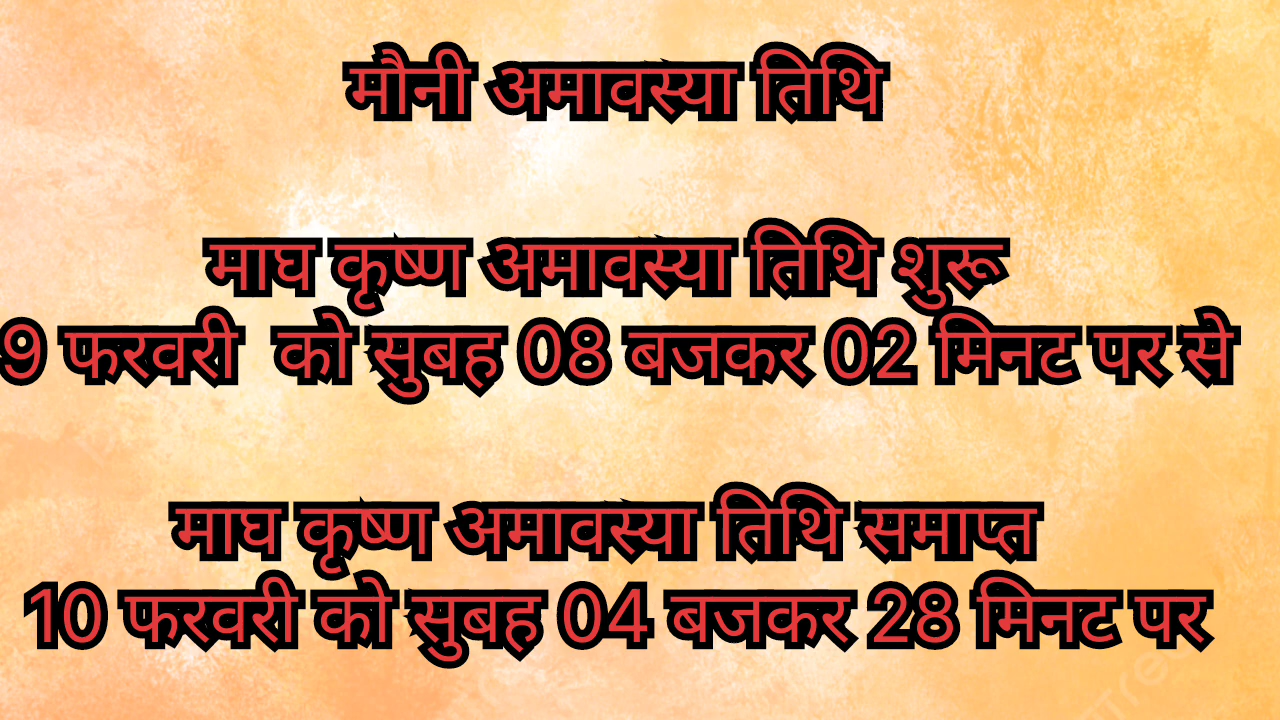 मौनी अमावस्या तिथि
माघ कृष्ण अमावस्या तिथि शुरू
9 फरवरी को सुबह 08 बजकर 02 मिनट पर से
माघ कृष्ण अमावस्या तिथि समाप्त
10 फरवरी को सुबह 04 बजकर 28 मिनट पर